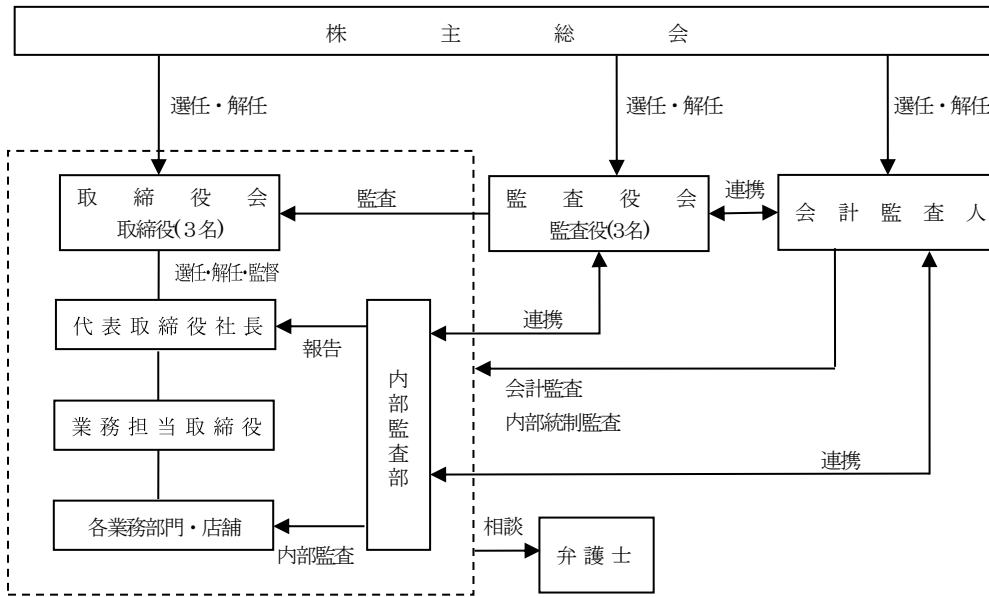 株主総会
選任・解任
選任・解任
選任・解任
取締役会
取締役(3名)
監査
監査役会
監査役(3名)
連携
会計監査人
選任・解任・監督
代表取締役社長
報告
内部監査部
連携
会計監査
内部統制監査
業務担当取締役
連携
各業務部門・店舗
内部監査
相談
弁護士